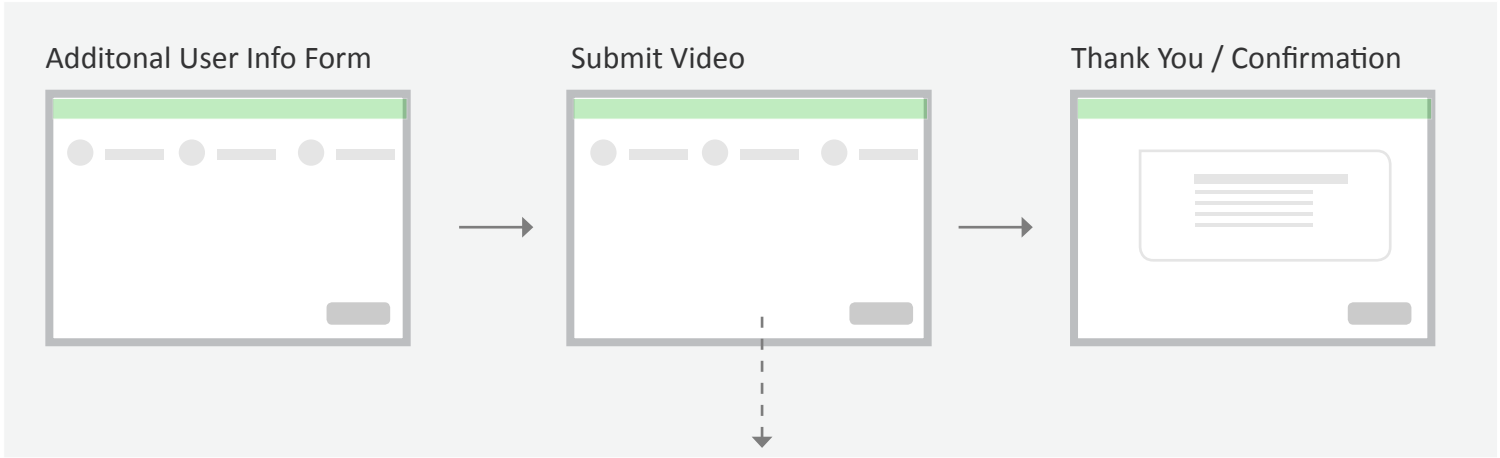 Additonal User Info Form
Submit Video
Thank You / Confirmation